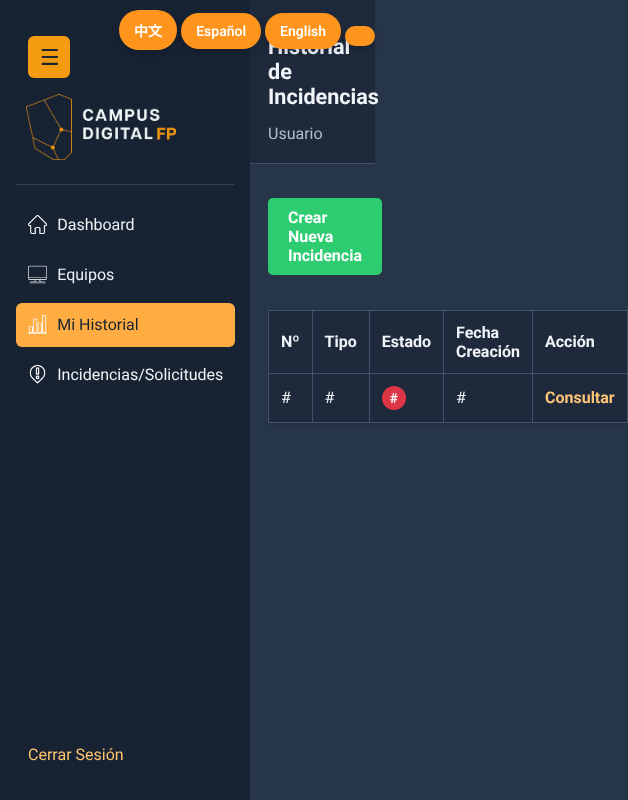 中文
Español
English
☰
CAMPUS
DIGITAL FP
Historial
de
Incidencias
Usuario
Dashboard
Equipos
Mi Historial
Incidencias/Solicitudes
Crear
Nueva
Incidencia
Nº Tipo Estado Fecha Creación Acción
# # # # Consultar
Cerrar Sesión